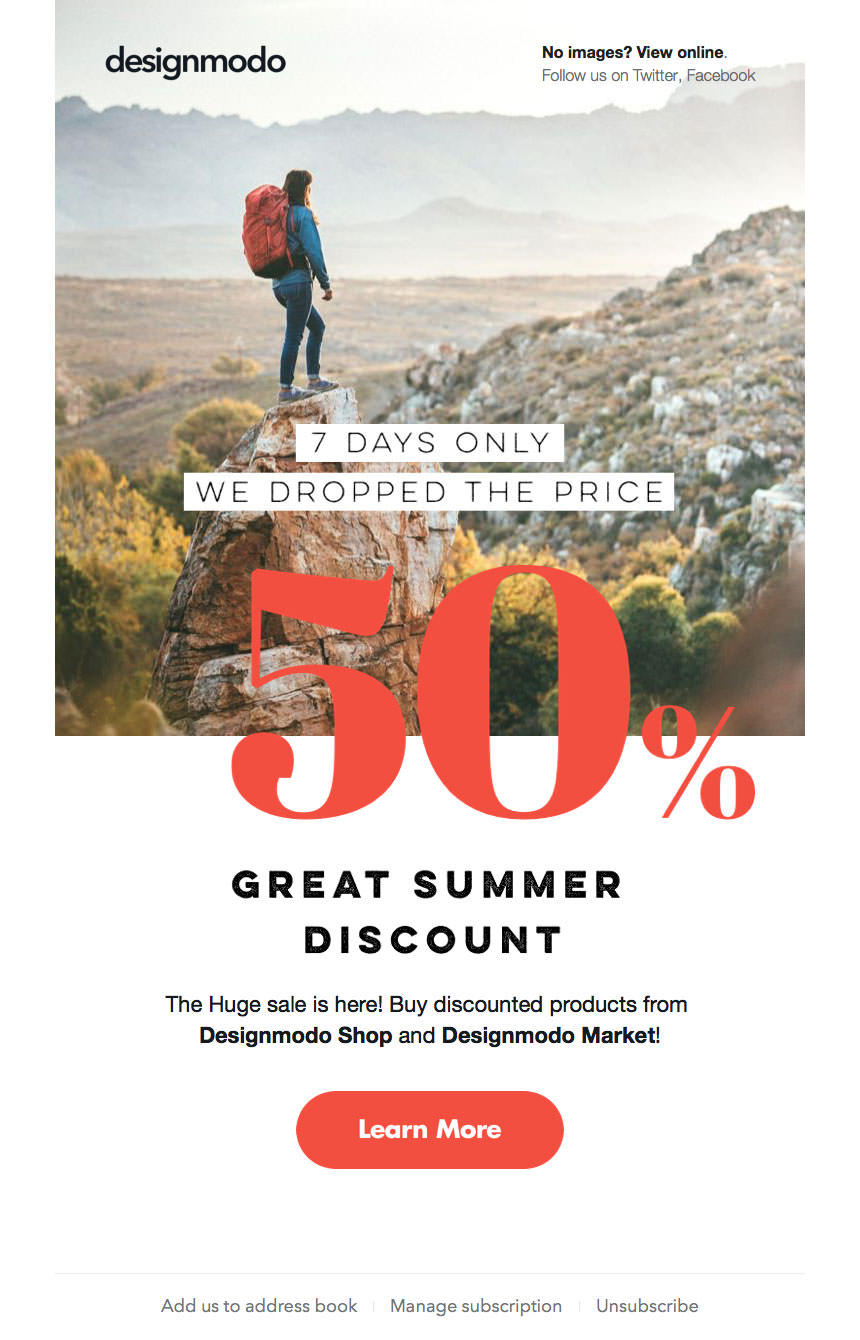 designmodo
No images? View online.
Follow us on Twitter, Facebook
7 DAYS ONLY
WE DROPPED THE PRICE
50%
GREAT SUMMER
DISCOUNT
The Huge sale is here! Buy discounted products from
Designmodo Shop and Designmodo Market!
Learn More
Add us to address book | Manage subscription | Unsubscribe